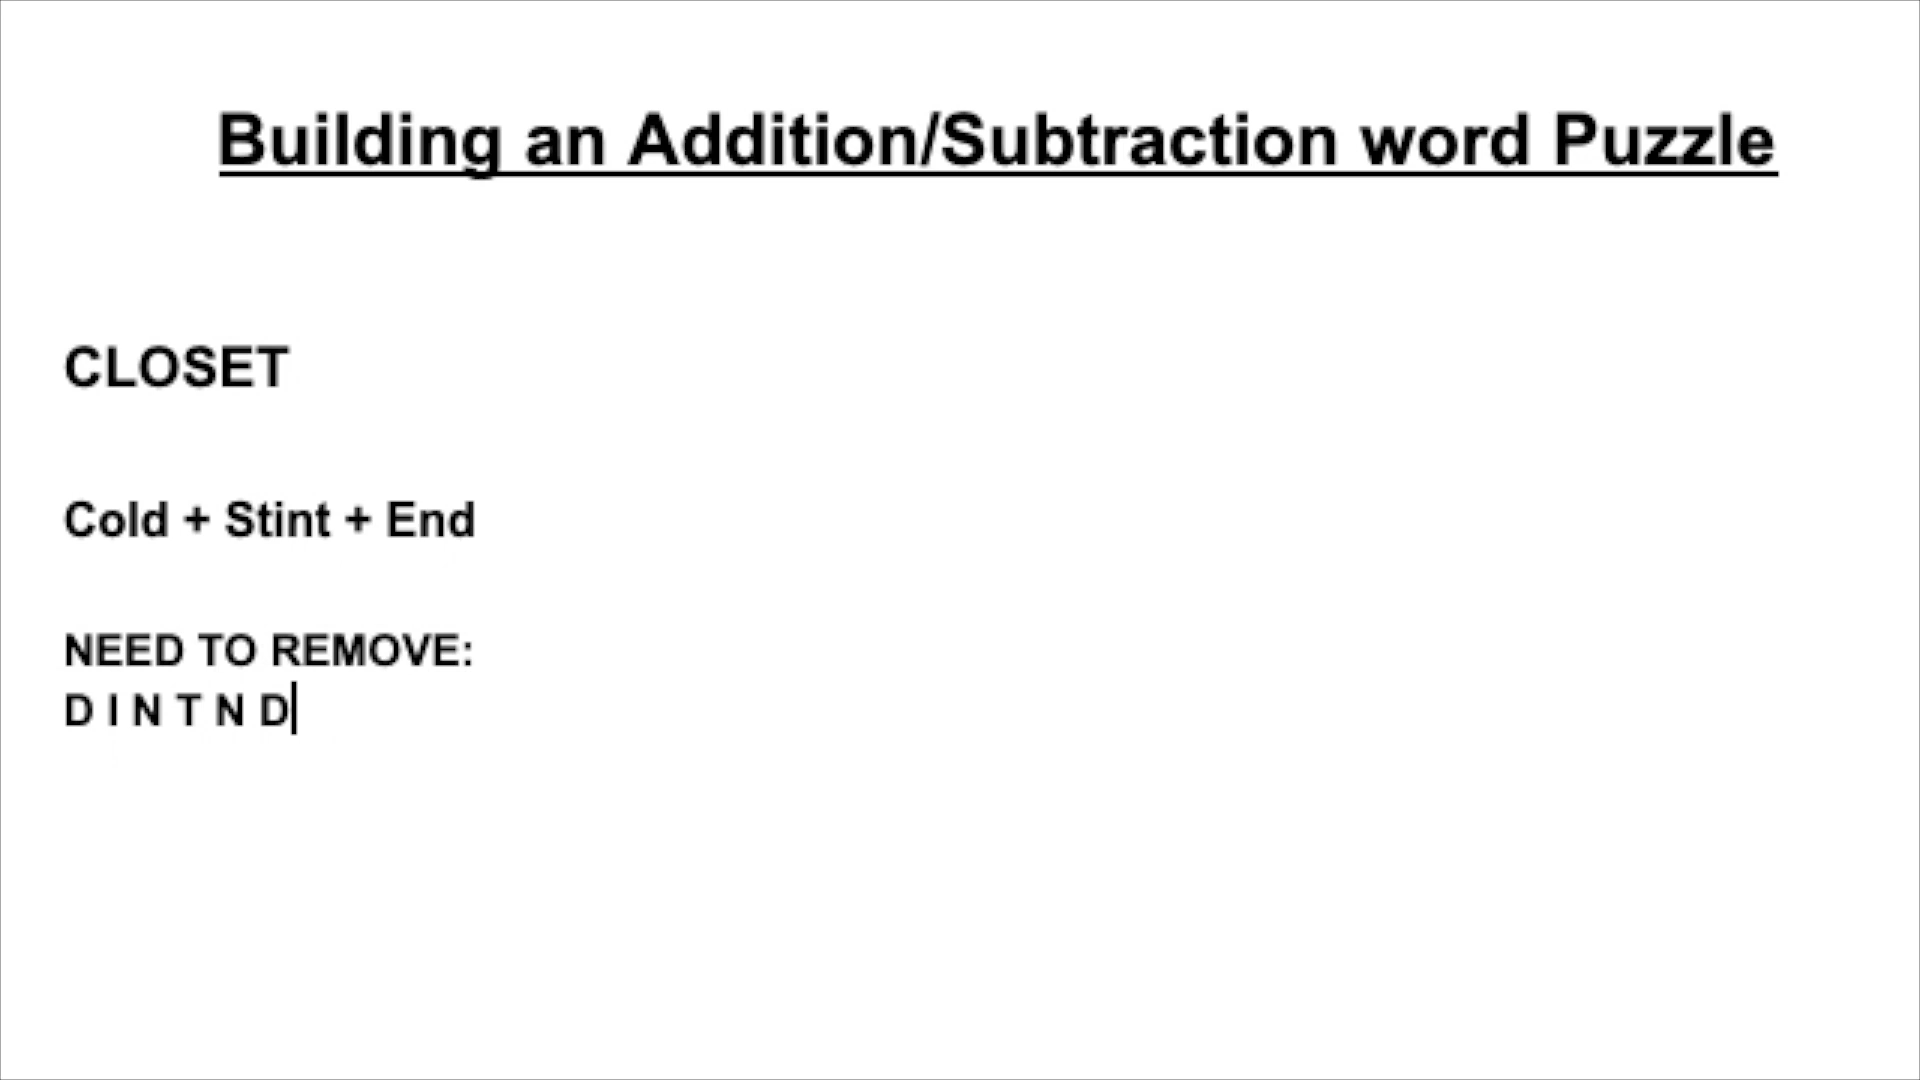 Building an Addition/Subtraction word Puzzle
CLOSET
Cold + Stint + End
NEED TO REMOVE:
D I N T N D